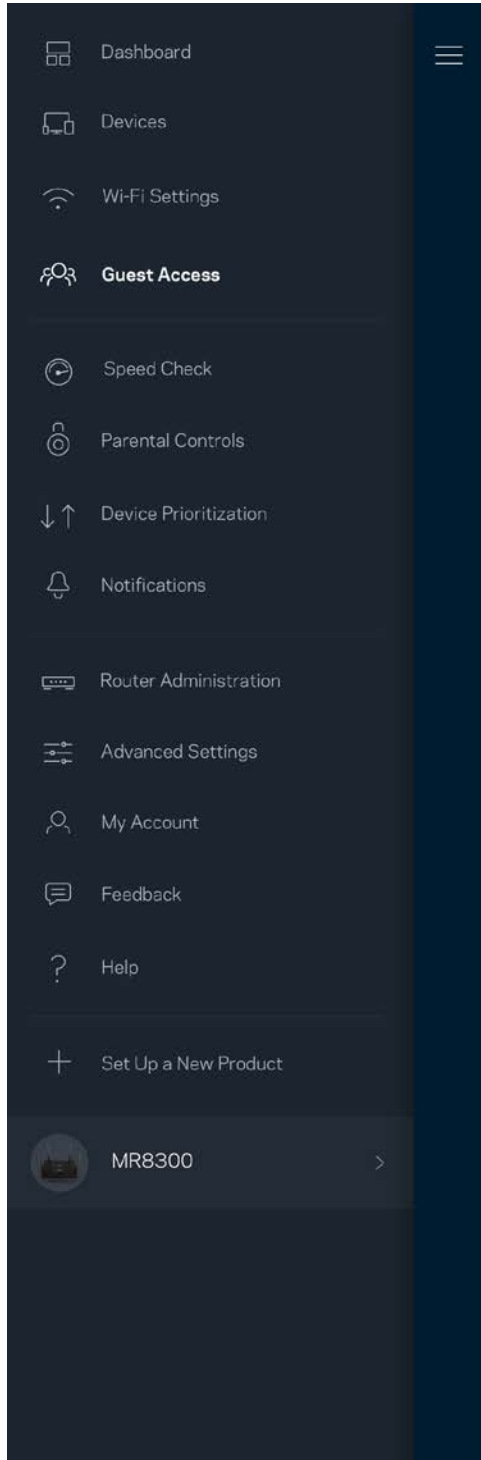 Dashboard
Devices
Wi-Fi Settings
Guest Access
Speed Check
Parental Controls
Device Prioritization
Notifications
Router Administration
Advanced Settings
My Account
Feedback
Help
Set Up a New Product
MR8300